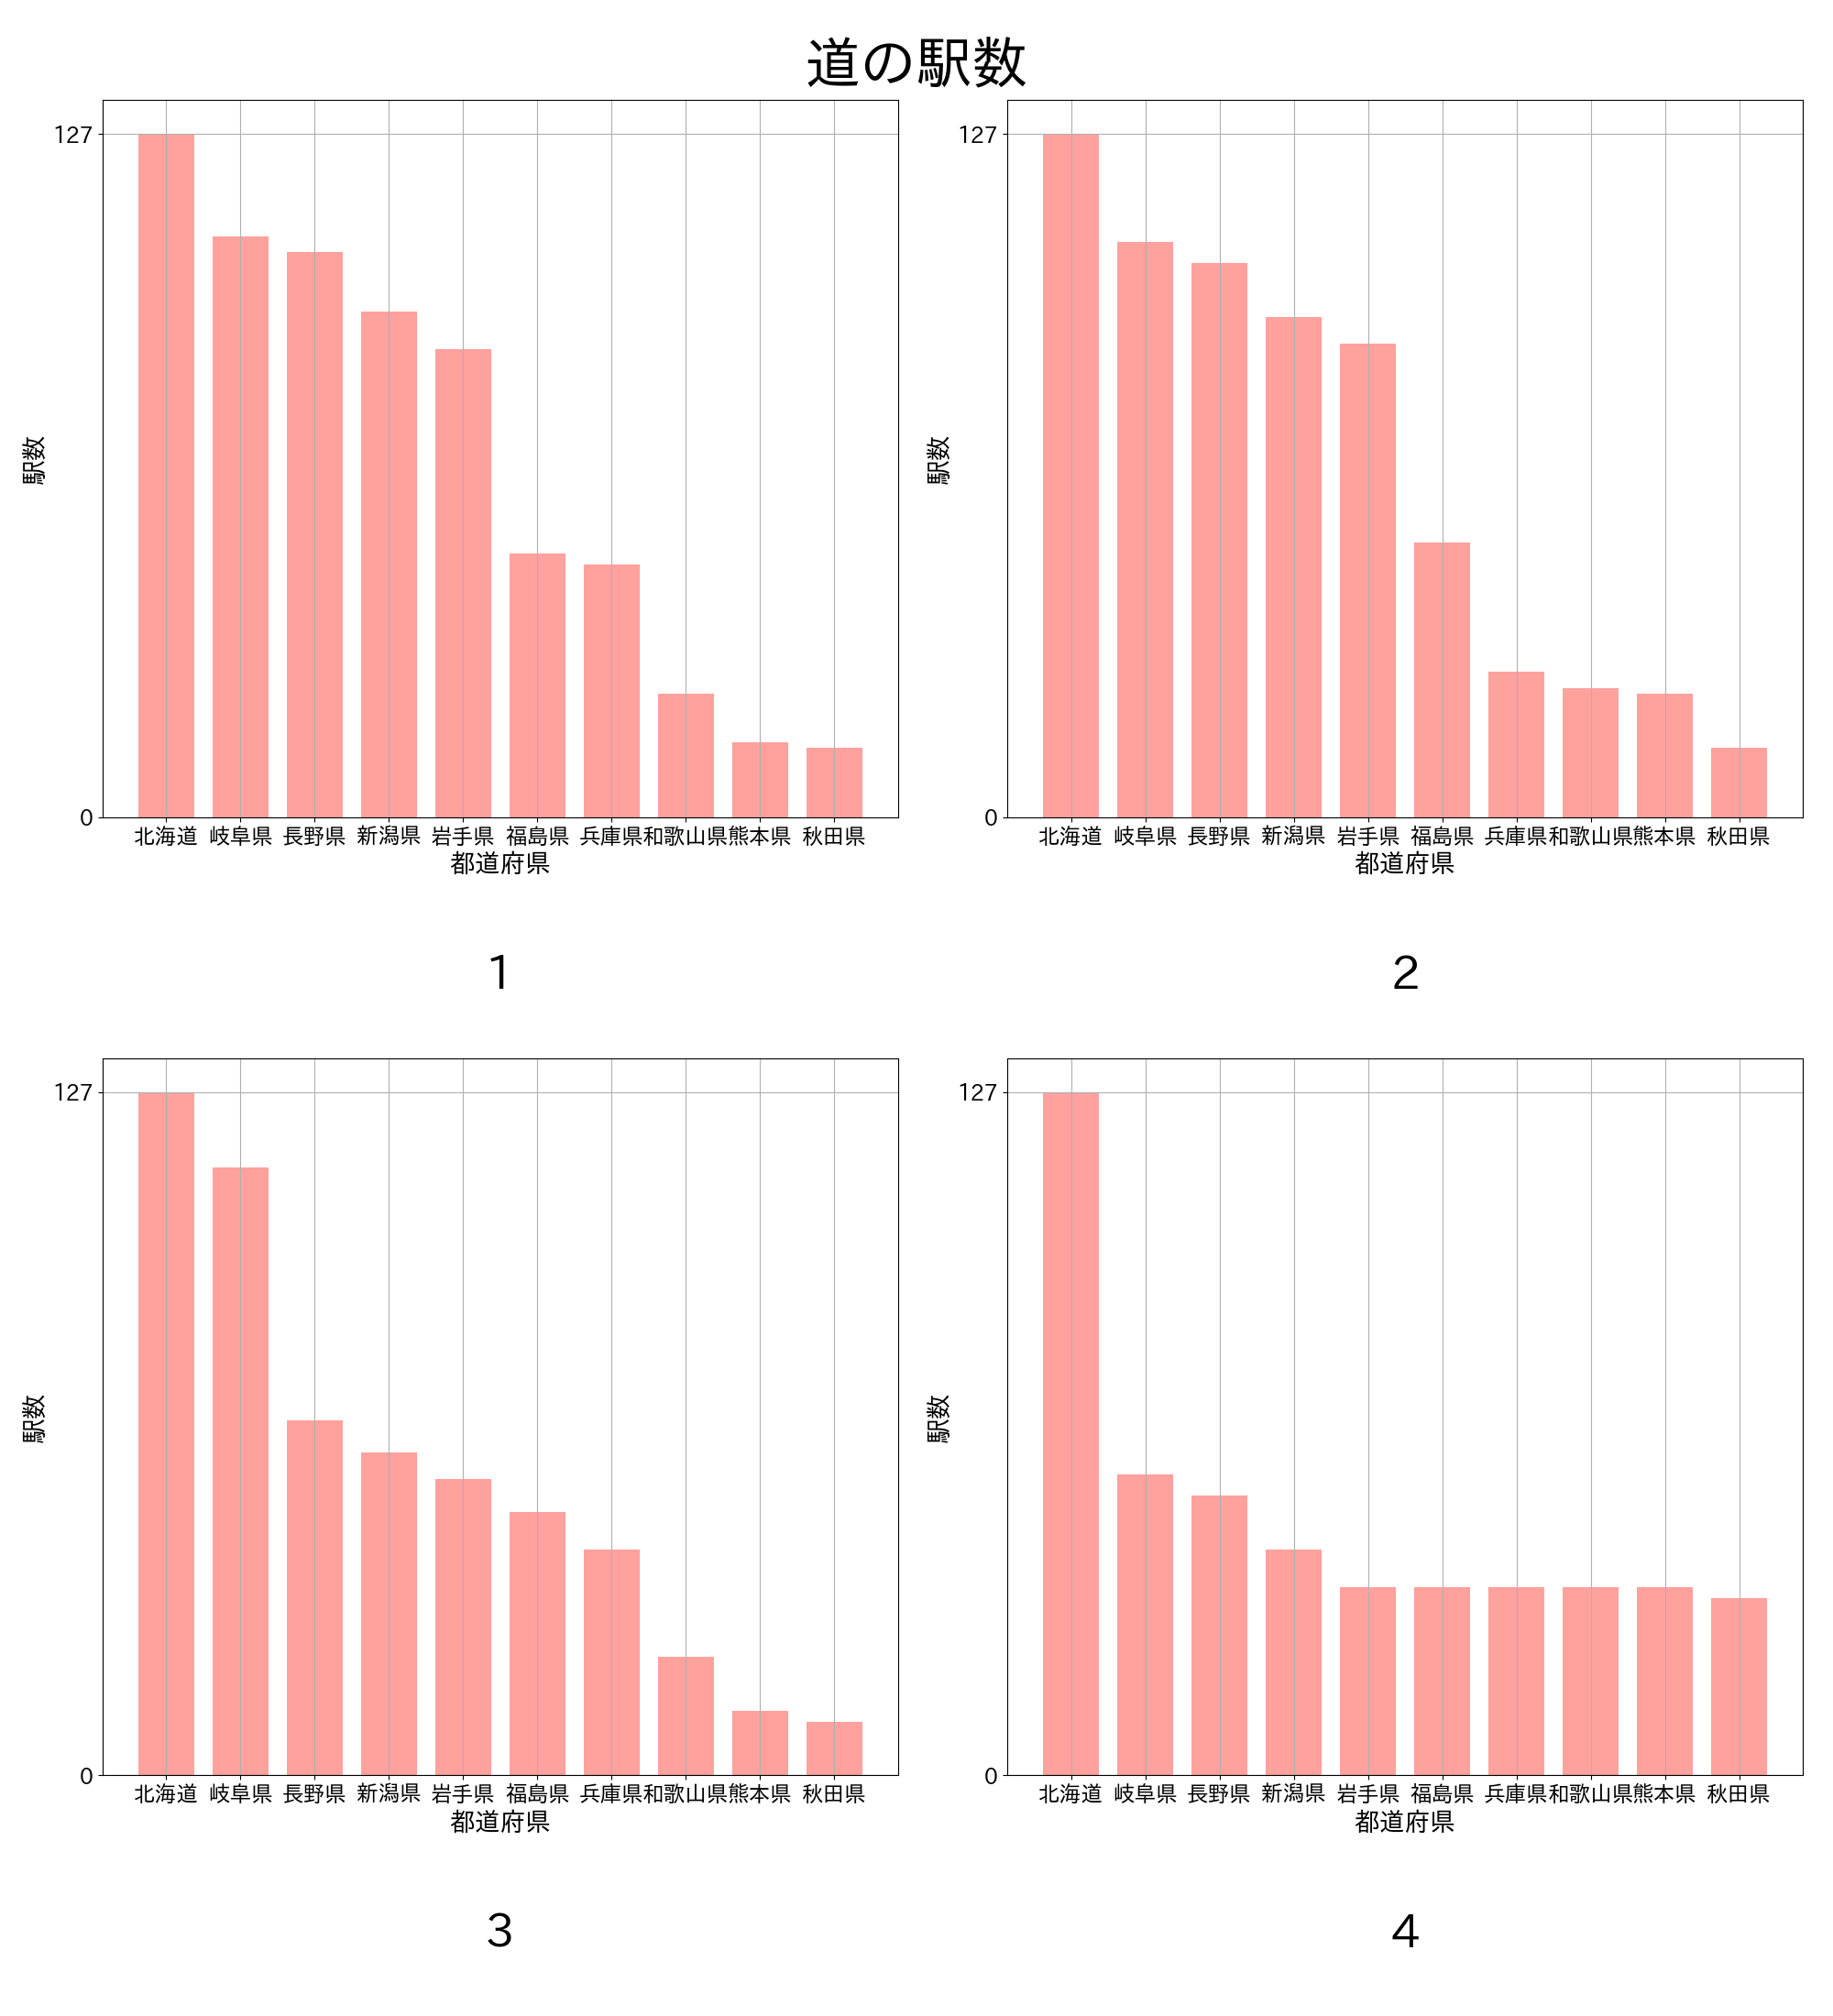 道の駅数
127
0
駅数
北海道 岐阜県 長野県 新潟県 岩手県 福島県 兵庫県 和歌山県 熊本県 秋田県
都道府県
1
127
0
駅数
北海道 岐阜県 長野県 新潟県 岩手県 福島県 兵庫県 和歌山県 熊本県 秋田県
都道府県
2
127
0
駅数
北海道 岐阜県 長野県 新潟県 岩手県 福島県 兵庫県 和歌山県 熊本県 秋田県
都道府県
3
127
0
駅数
北海道 岐阜県 長野県 新潟県 岩手県 福島県 兵庫県 和歌山県 熊本県 秋田県
都道府県
4